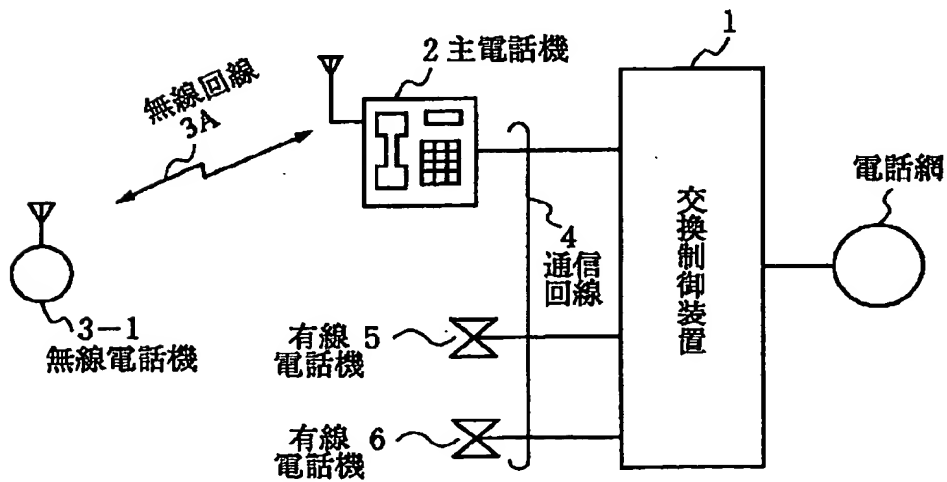 1
2 主電話機
無線回線
3A
電話網
交換制御装置
4
通信
回線
3-1
無線電話機
有線 5
電話機
有線 6
電話機